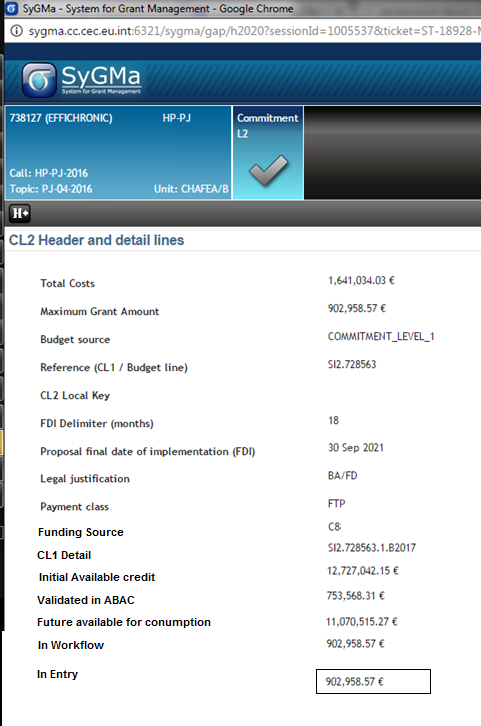 SyGMa - System for Grant Management - Google Chrome
sygma.cc.cec.eu.int:6321/sygma/gap/h2020?sessionId=1005537&ticket=ST-18928-
SyGMa
System for Grant Management
738127 (EFFICHRONIC) HP-PJ
Commitment
L2
Call: HP-PJ-2016
Topic: PJ-04-2016 Unit: CHAFEA/B
H
CL2 Header and detail lines
Total Costs 1,641,034.03 €
Maximum Grant Amount 902,958.57 €
Budget source COMMITMENT_LEVEL_1
Reference (CL1 / Budget line) SI2.728563
CL2 Local Key
FDI Delimiter (months) 18
Proposal final date of implementation (FDI) 30 Sep 2021
Legal justification BA/FD
Payment class FTP
Funding Source C8
CL1 Detail SI2.728563.1.B2017
Initial Available credit 12,727,042.15 €
Validated in ABAC 753,568.31 €
Future available for conumption 11,070,515.27 €
In Workflow 902,958.57 €
In Entry 902,958.57 €